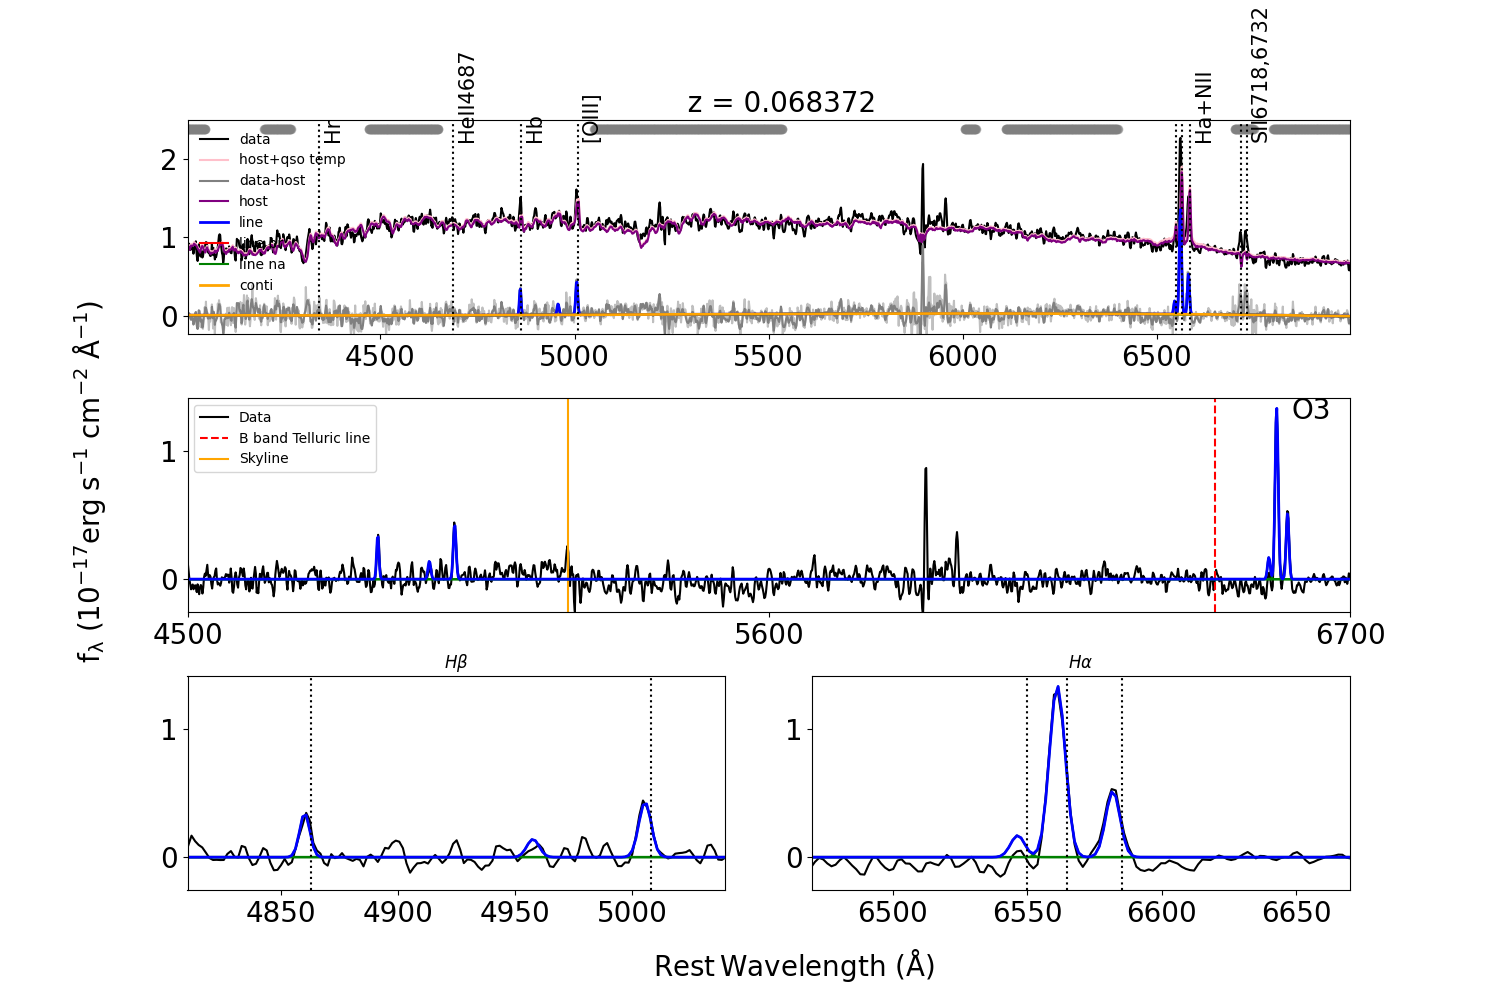 z = 0.068372
Hr
HeII4687
Hb
[OIII]
Ha+NII
SII6718,6732
data
host+qso temp
data-host
host
line
line na
conti
2
1
0
4500
5000
5500
6000
6500
Data
B band Telluric line
Skyline
O3
1
0
4500
5600
6700
fλ (10⁻¹⁷erg s⁻¹ cm⁻² Å⁻¹)
Hβ
1
0
4850
4900
4950
5000
Hα
1
0
6500
6550
6600
6650
Rest Wavelength (Å)